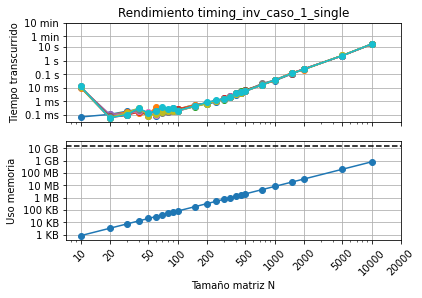 Rendimiento timing_inv_caso_1_single
Tiempo transcurrido
10 min
1 min
10 s
1 s
0.1 s
10 ms
1 ms
0.1 ms
Uso memoria
10 GB
1 GB
100 MB
10 MB
1 MB
100 KB
10 KB
1 KB
10 20 50 100 200 500 1000 2000 5000 10000 20000
Tamaño matriz N